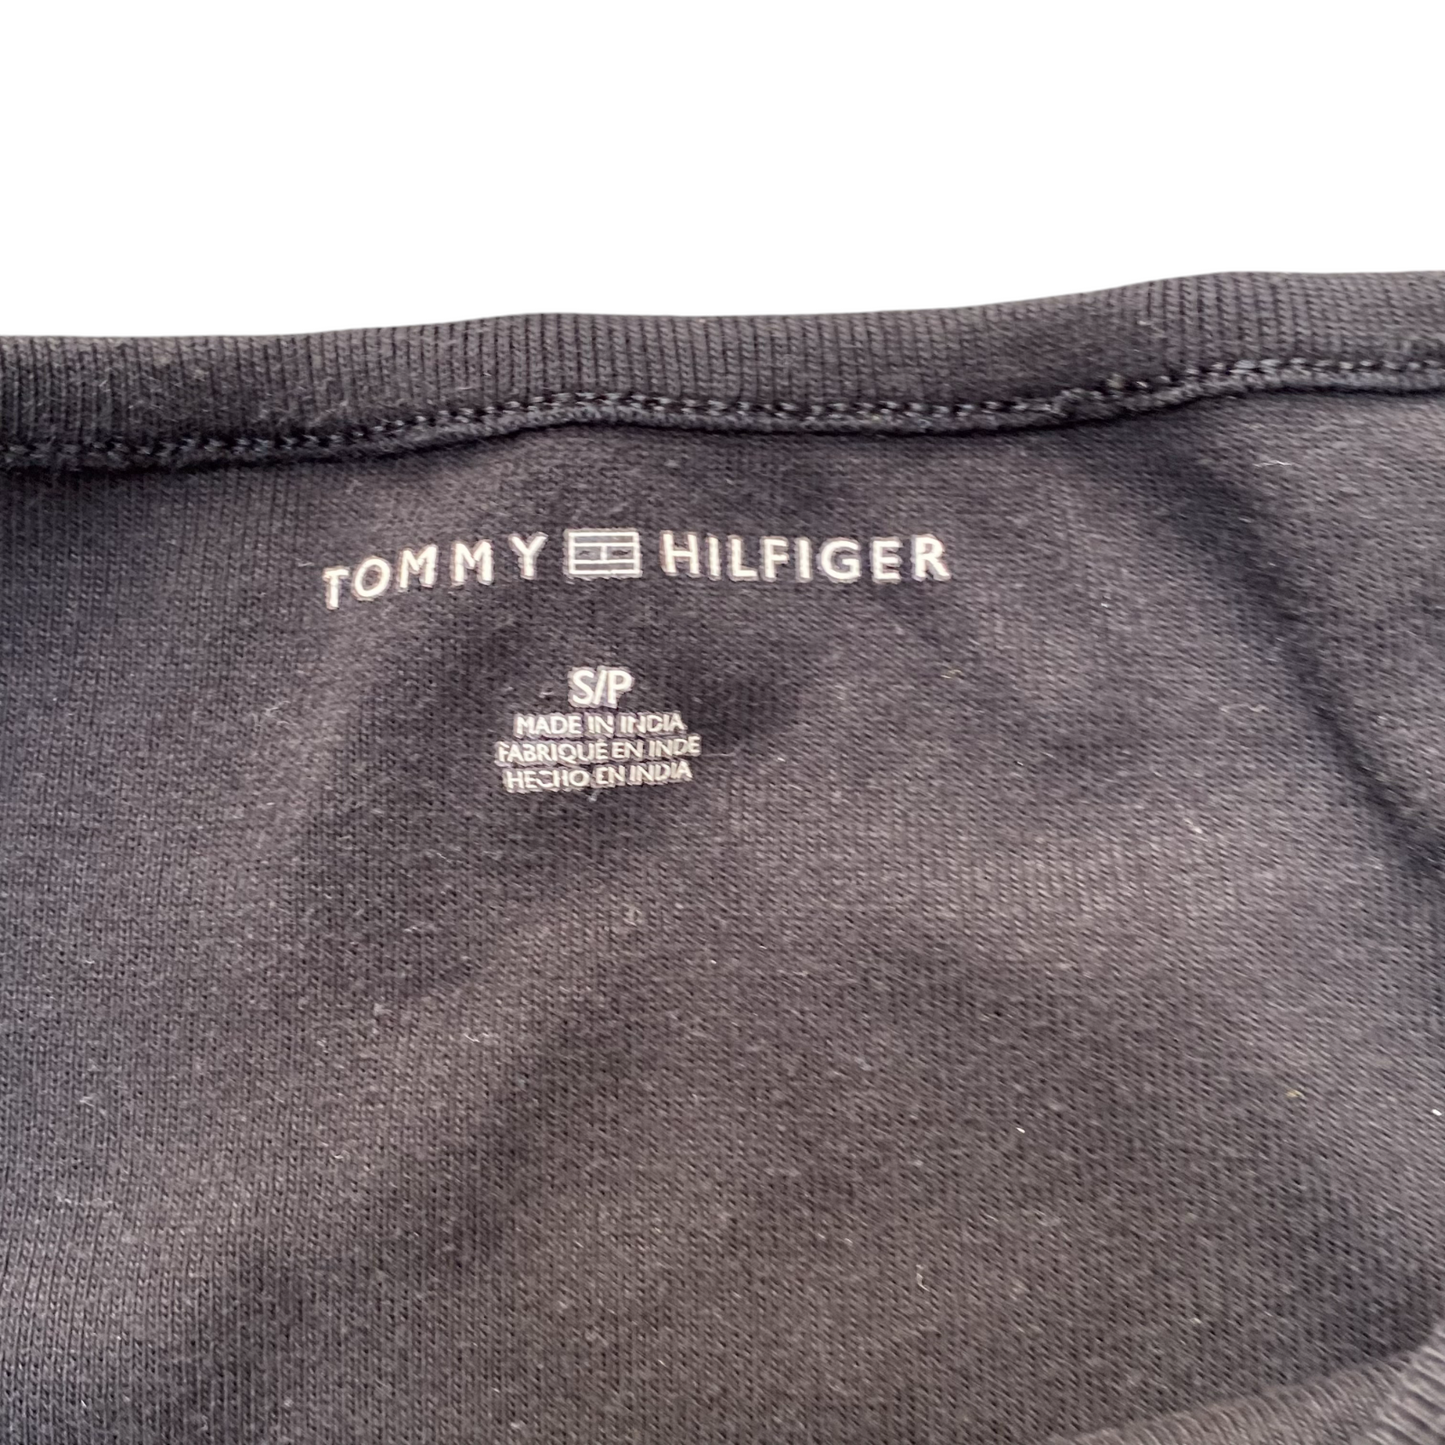 TOMMY HILFIGER
S/P
MADE IN INDIA
FABRIQUÉ EN INDE
HECHO EN INDIA